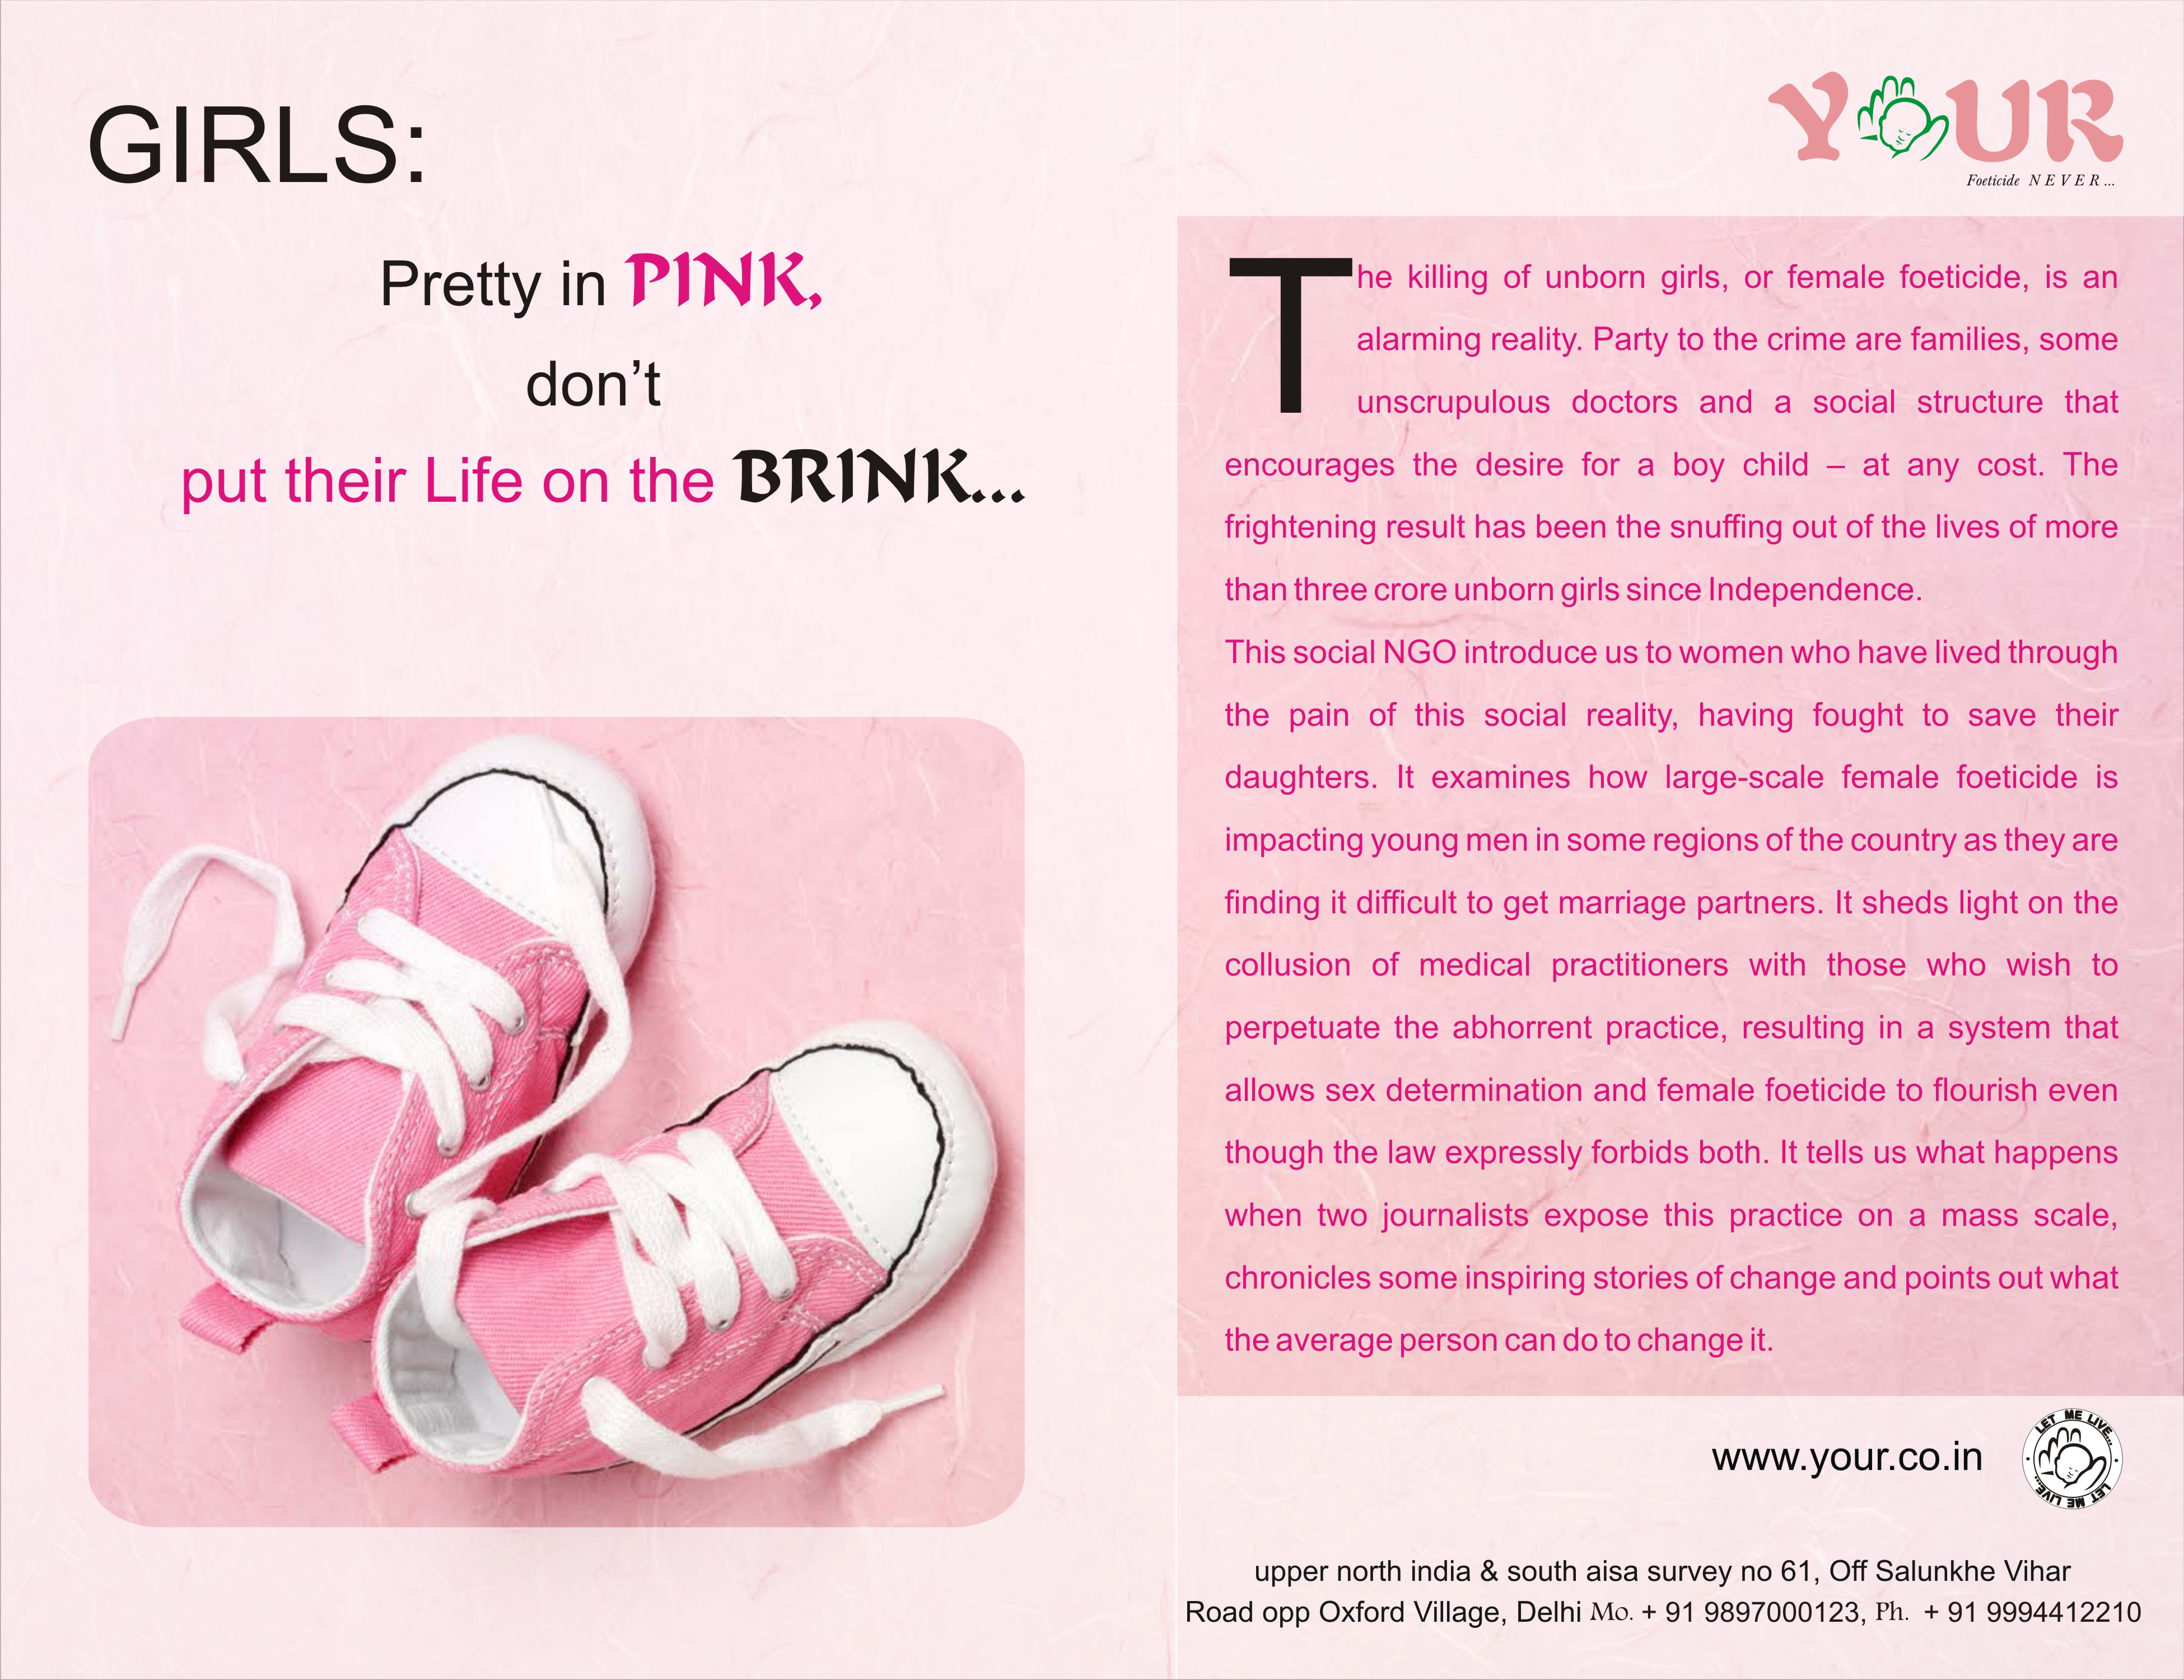 GIRLS:
Pretty in PINK,
don't
put their Life on the BRINK...
YOUR
Foeticide NEVER...
The killing of unborn girls, or female foeticide, is an
alarming reality. Party to the crime are families, some
unscrupulous doctors and a social structure that
encourages the desire for a boy child – at any cost. The
frightening result has been the snuffing out of the lives of more
than three crore unborn girls since Independence.
This social NGO introduce us to women who have lived through
the pain of this social reality, having fought to save their
daughters. It examines how large-scale female foeticide is
impacting young men in some regions of the country as they are
finding it difficult to get marriage partners. It sheds light on the
collusion of medical practitioners with those who wish to
perpetuate the abhorrent practice, resulting in a system that
allows sex determination and female foeticide to flourish even
though the law expressly forbids both. It tells us what happens
when two journalists expose this practice on a mass scale,
chronicles some inspiring stories of change and points out what
the average person can do to change it.
www.your.co.in
LET ME LIVE...
LET ME LIVE...
upper north india & south aisa survey no 61, Off Salunkhe Vihar
Road opp Oxford Village, Delhi Mo. + 91 9897000123, Ph. + 91 9994412210